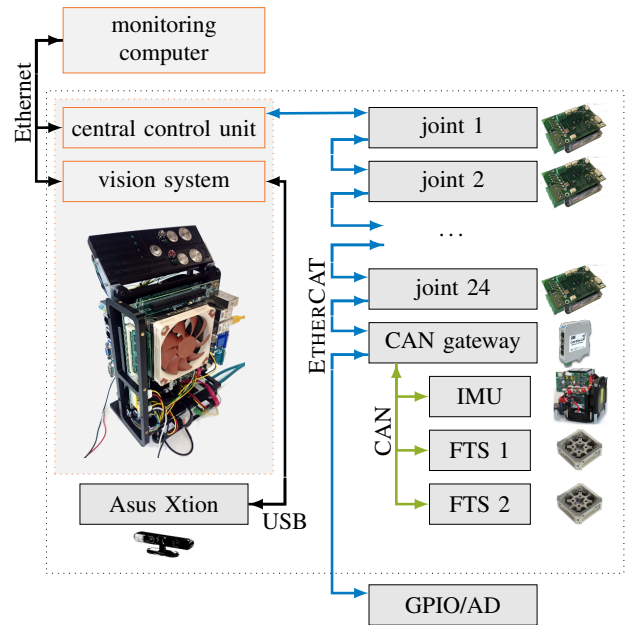 monitoring
computer
Ethernet
central control unit
vision system
joint 1
joint 2
...
joint 24
ETHERCAT
CAN gateway
CAN
IMU
FTS 1
FTS 2
Asus Xtion
USB
GPIO/AD